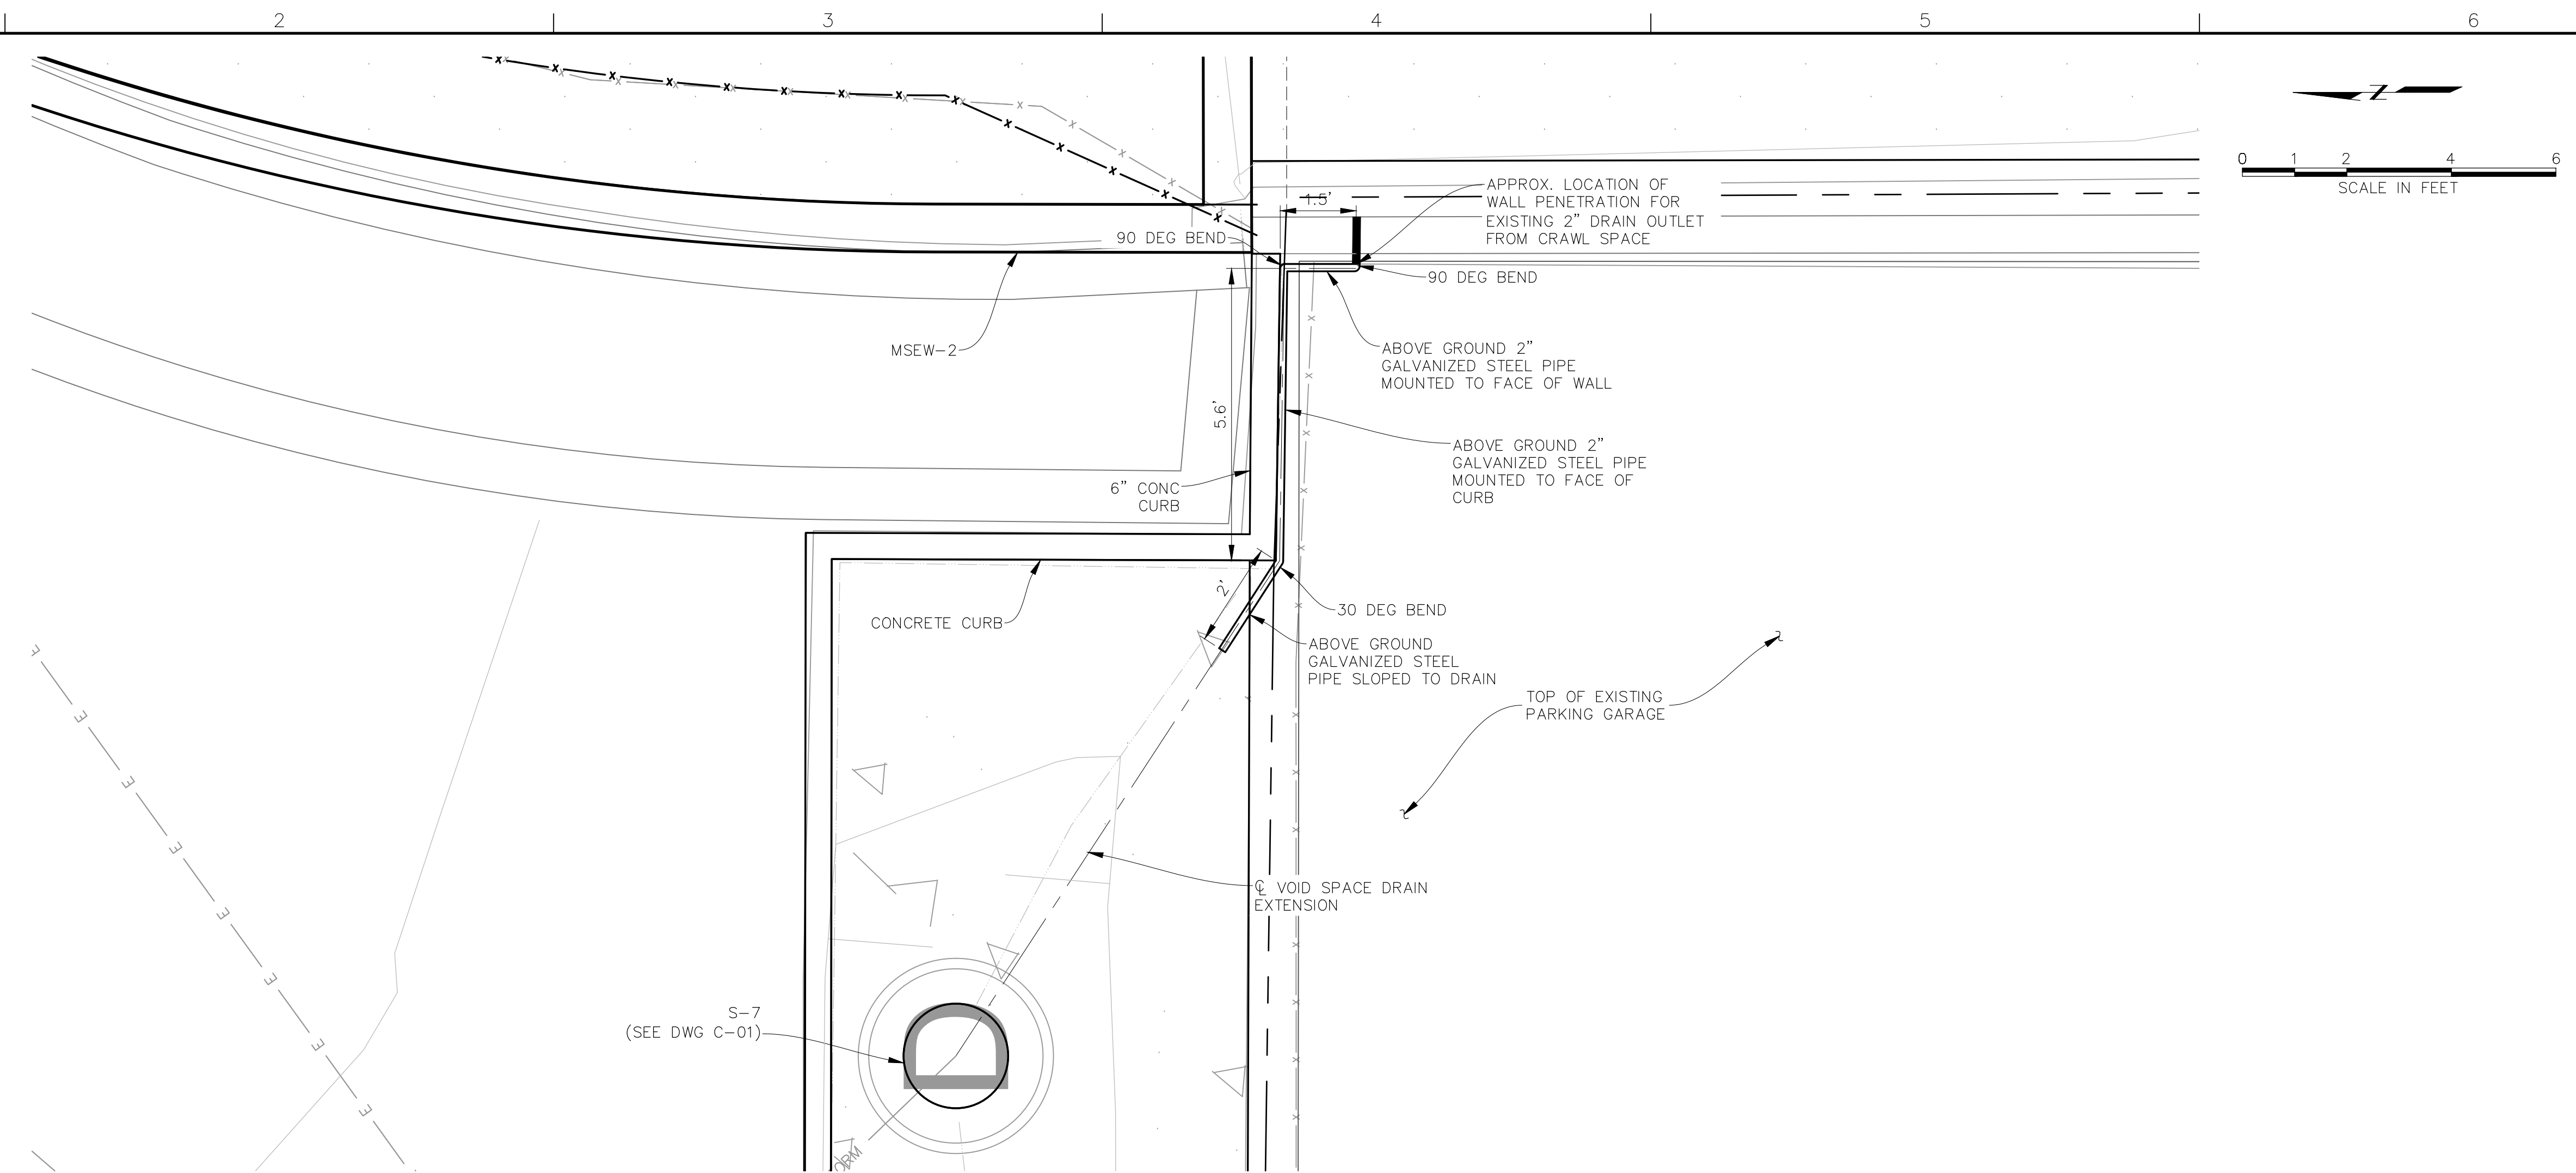 2 3 4 5 6
N
0 1 2 4 6
SCALE IN FEET
1.5'
APPROX. LOCATION OF
WALL PENETRATION FOR
EXISTING 2" DRAIN OUTLET
FROM CRAWL SPACE
90 DEG BEND
90 DEG BEND
MSEW-2
ABOVE GROUND 2"
GALVANIZED STEEL PIPE
MOUNTED TO FACE OF WALL
5.6'
ABOVE GROUND 2"
GALVANIZED STEEL PIPE
MOUNTED TO FACE OF
CURB
6" CONC
CURB
2'
CONCRETE CURB
30 DEG BEND
ABOVE GROUND
GALVANIZED STEEL
PIPE SLOPED TO DRAIN
TOP OF EXISTING
PARKING GARAGE
℄ VOID SPACE DRAIN
EXTENSION
S-7
(SEE DWG C-01)
E
E
E
E
E
E
E
E
ORM